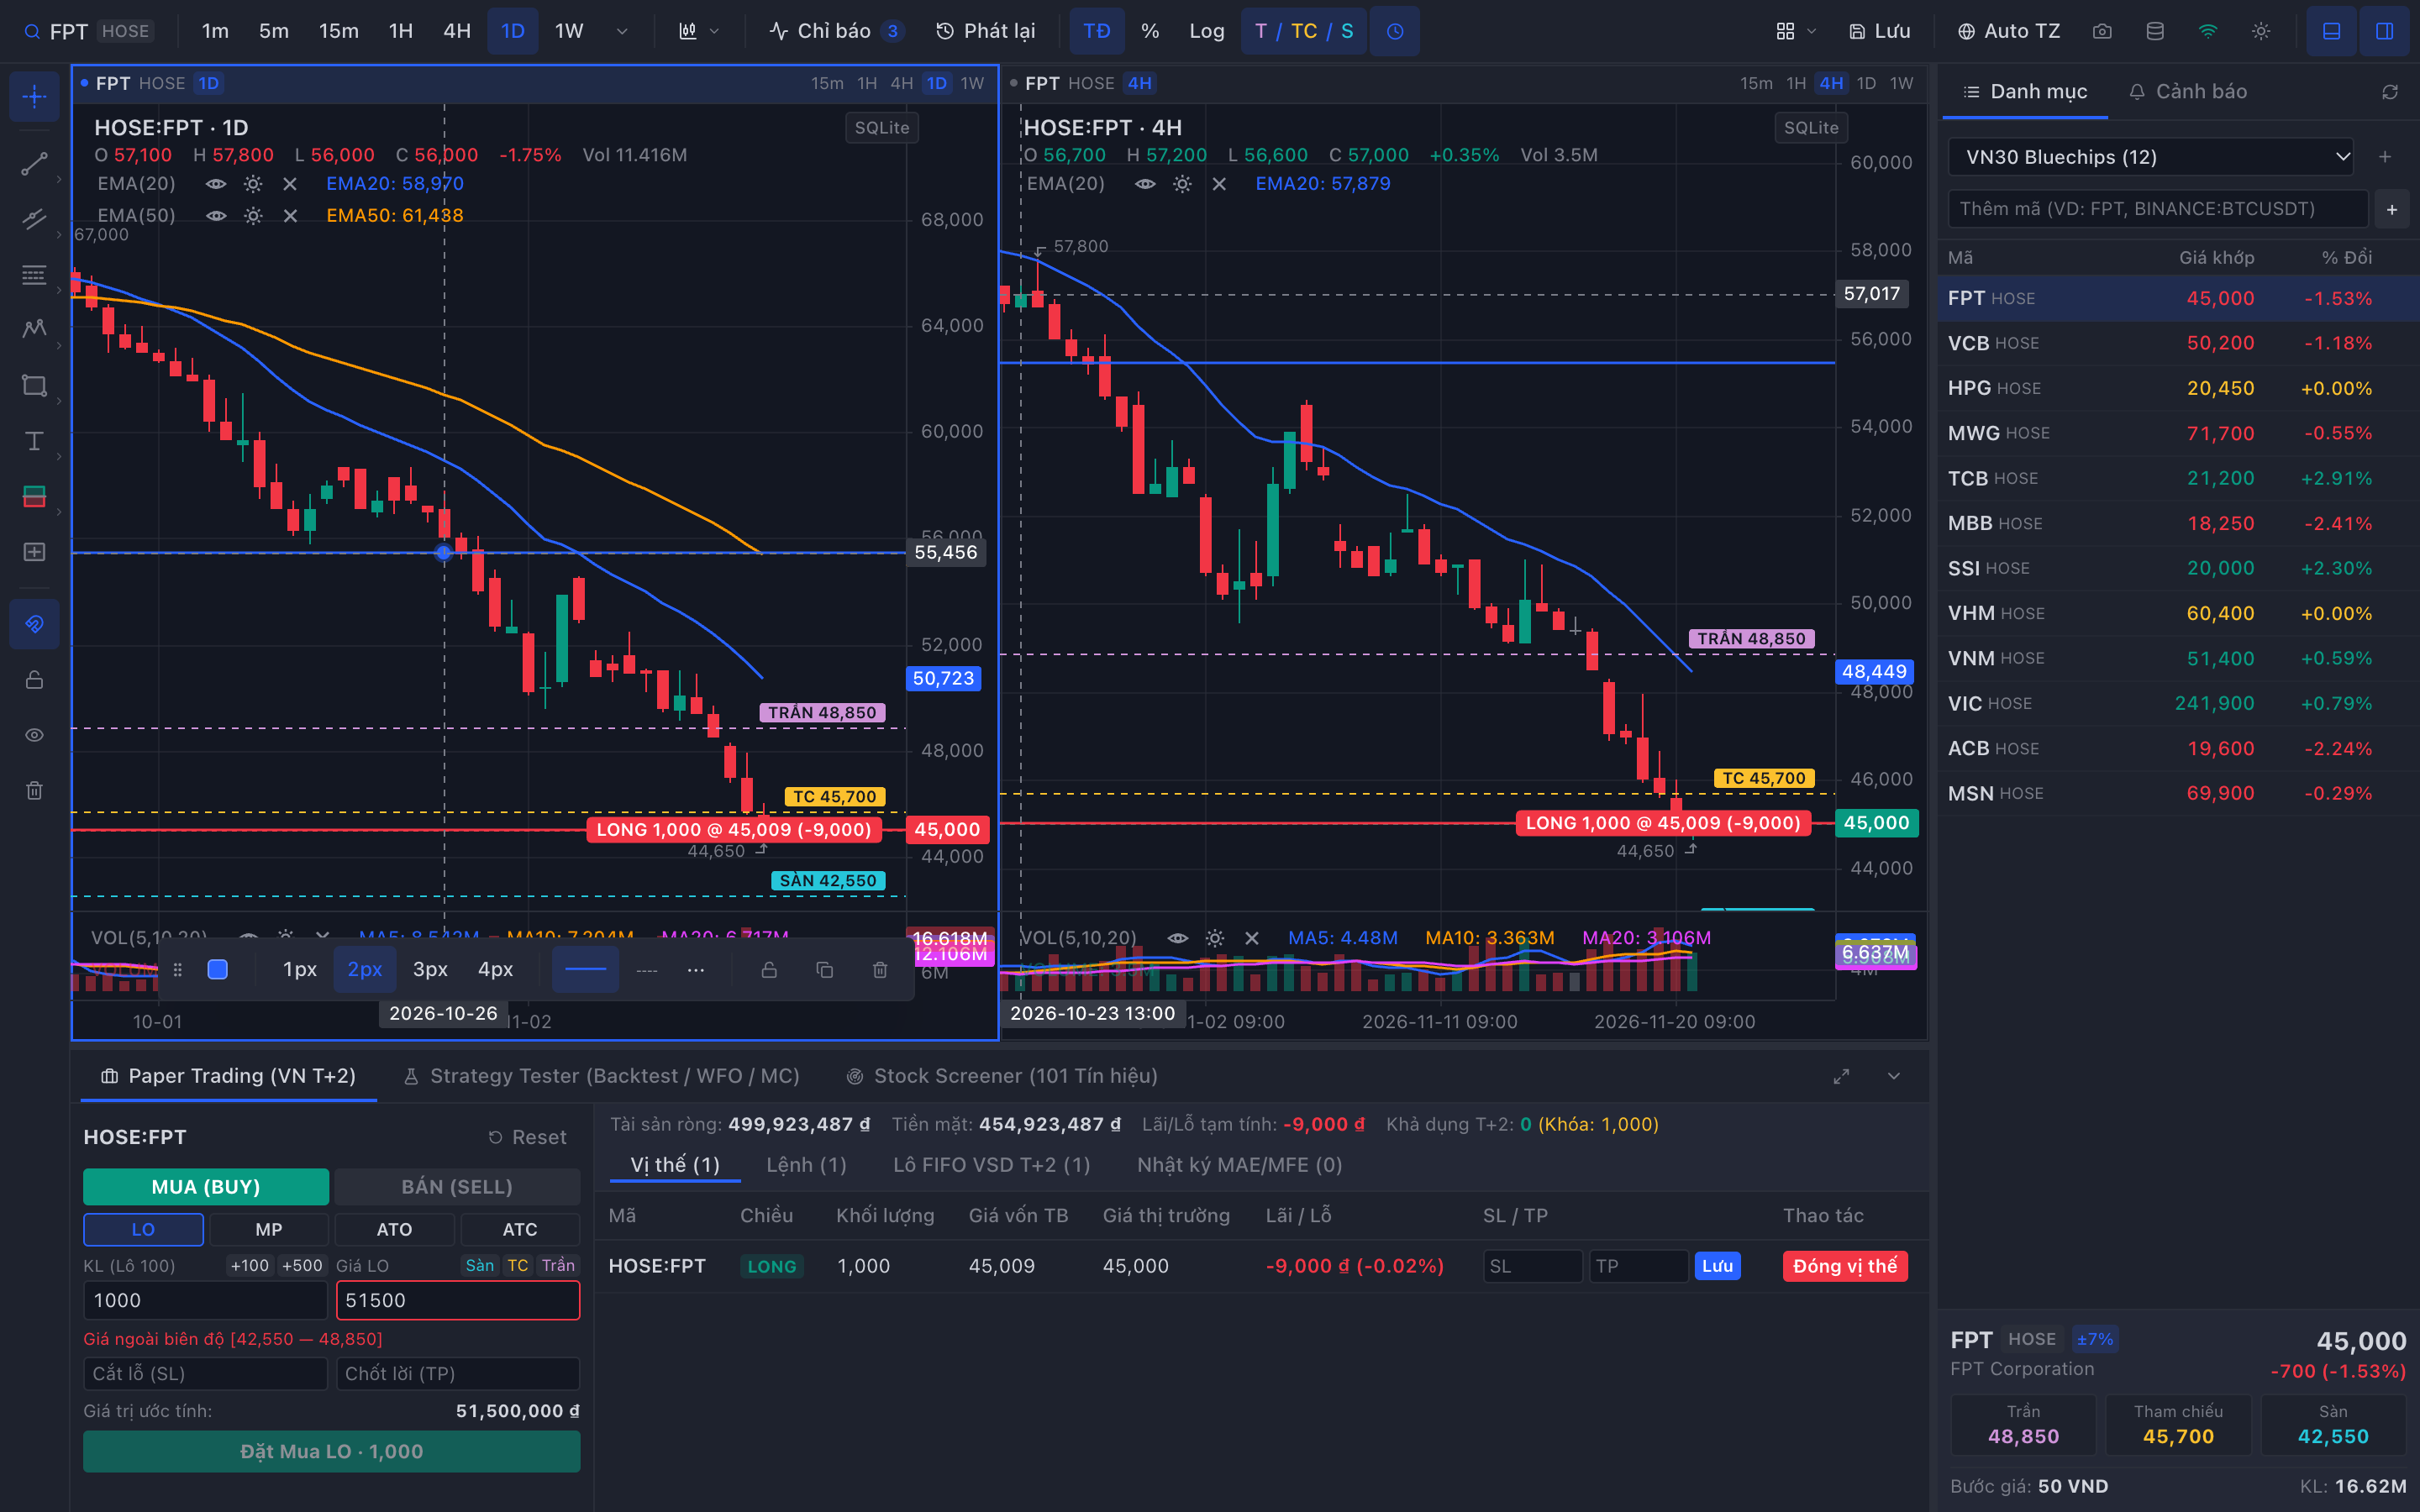 FPT HOSE 1m 5m 15m 1H 4H 1D 1W Chỉ báo 3 Phát lại TĐ % Log T / TC / S Lưu Auto TZ
FPT HOSE 1D 15m 1H 4H 1D 1W
HOSE:FPT · 1D SQLite
O 57,100 H 57,800 L 56,000 C 56,000 -1.75% Vol 11.416M
EMA(20) EMA20: 58,970
EMA(50) EMA50: 61,438
67,000
68,000
64,000
60,000
56,000
55,456
52,000
50,723
TRẦN 48,850
48,000
TC 45,700
LONG 1,000 @ 45,009 (-9,000) 45,000
44,650
44,000
SÀN 42,550
VOL(5,10,20) MA5: 8.542M MA10: 7.204M MA20: 6.717M
16.618M
12.106M
6M
1px 2px 3px 4px
10-01 2026-10-26 11-02
FPT HOSE 4H 15m 1H 4H 1D 1W
HOSE:FPT · 4H SQLite
O 56,700 H 57,200 L 56,600 C 57,000 +0.35% Vol 3.5M
EMA(20) EMA20: 57,879
60,000
57,800
58,000
57,017
56,000
54,000
52,000
50,000
TRẦN 48,850
48,449
48,000
46,000
TC 45,700
LONG 1,000 @ 45,009 (-9,000) 45,000
44,650
44,000
VOL(5,10,20) MA5: 4.48M MA10: 3.363M MA20: 3.106M
6.637M
4M
2026-10-23 13:00 1-02 09:00 2026-11-11 09:00 2026-11-20 09:00
Danh mục Cảnh báo
VN30 Bluechips (12)
Thêm mã (VD: FPT, BINANCE:BTCUSDT) +
Mã Giá khớp % Đổi
FPT HOSE 45,000 -1.53%
VCB HOSE 50,200 -1.18%
HPG HOSE 20,450 +0.00%
MWG HOSE 71,700 -0.55%
TCB HOSE 21,200 +2.91%
MBB HOSE 18,250 -2.41%
SSI HOSE 20,000 +2.30%
VHM HOSE 60,400 +0.00%
VNM HOSE 51,400 +0.59%
VIC HOSE 241,900 +0.79%
ACB HOSE 19,600 -2.24%
MSN HOSE 69,900 -0.29%
FPT HOSE ±7% 45,000
FPT Corporation -700 (-1.53%)
Trần Tham chiếu Sàn
48,850 45,700 42,550
Bước giá: 50 VND KL: 16.62M
Paper Trading (VN T+2) Strategy Tester (Backtest / WFO / MC) Stock Screener (101 Tín hiệu)
HOSE:FPT Reset
MUA (BUY) BÁN (SELL)
LO MP ATO ATC
KL (Lô 100) +100 +500 Giá LO Sàn TC Trần
1000 51500
Giá ngoài biên độ [42,550 — 48,850]
Cắt lỗ (SL) Chốt lời (TP)
Giá trị ước tính: 51,500,000 ₫
Đặt Mua LO · 1,000
Tài sản ròng: 499,923,487 ₫ Tiền mặt: 454,923,487 ₫ Lãi/Lỗ tạm tính: -9,000 ₫ Khả dụng T+2: 0 (Khóa: 1,000)
Vị thế (1) Lệnh (1) Lô FIFO VSD T+2 (1) Nhật ký MAE/MFE (0)
Mã Chiều Khối lượng Giá vốn TB Giá thị trường Lãi / Lỗ SL / TP Thao tác
HOSE:FPT LONG 1,000 45,009 45,000 -9,000 ₫ (-0.02%) SL TP Lưu Đóng vị thế